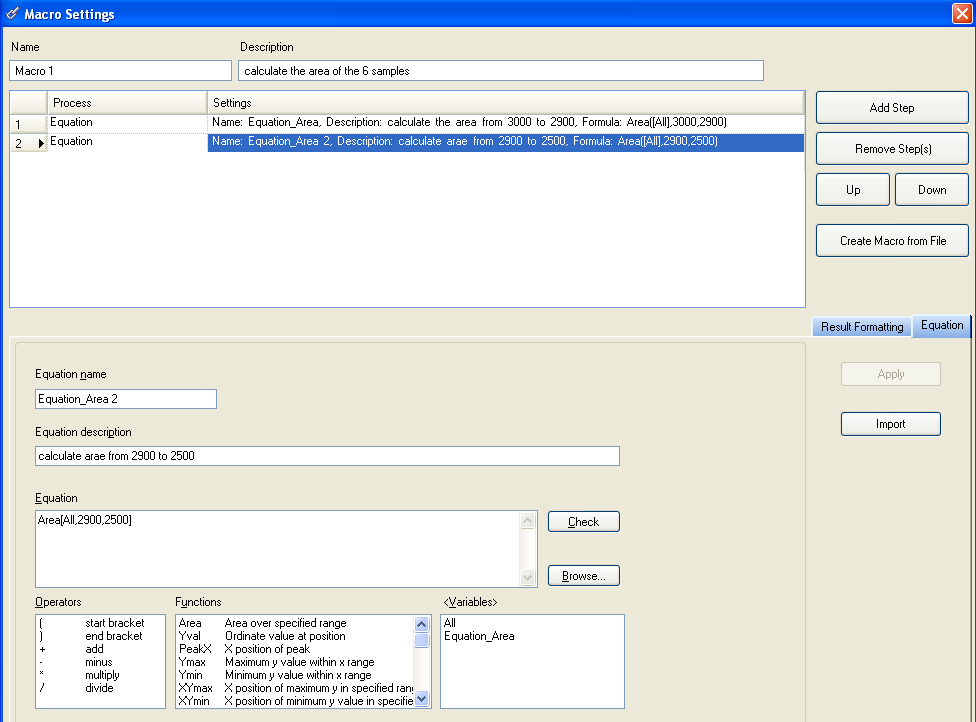 Macro Settings
Name
Description
Macro 1
calculate the area of the 6 samples
Process
Settings
1
Equation
Name: Equation_Area, Description: calculate the area from 3000 to 2900, Formula: Area([All],3000,2900)
2
Equation
Name: Equation_Area 2, Description: calculate arae from 2900 to 2500, Formula: Area([All],2900,2500)
Add Step
Remove Step(s)
Up
Down
Create Macro from File
Result Formatting
Equation
Equation name
Equation_Area 2
Equation description
calculate arae from 2900 to 2500
Equation
Area(All,2900,2500)
Apply
Import
Check
Browse...
Operators
Functions
<Variables>
( start bracket
) end bracket
+ add
- minus
* multiply
/ divide
Area Area over specified range
Yval Ordinate value at position
PeakX X position of peak
Ymax Maximum y value within x range
Ymin Minimum y value within x range
XYmax X position of maximum y in specified ran
XYmin X position of minimum y value in specifie
All
Equation_Area